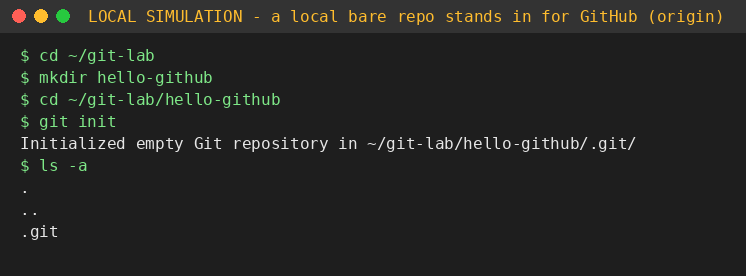 LOCAL SIMULATION - a local bare repo stands in for GitHub (origin)
$ cd ~/git-lab
$ mkdir hello-github
$ cd ~/git-lab/hello-github
$ git init
Initialized empty Git repository in ~/git-lab/hello-github/.git/
$ ls -a
.
..
.git